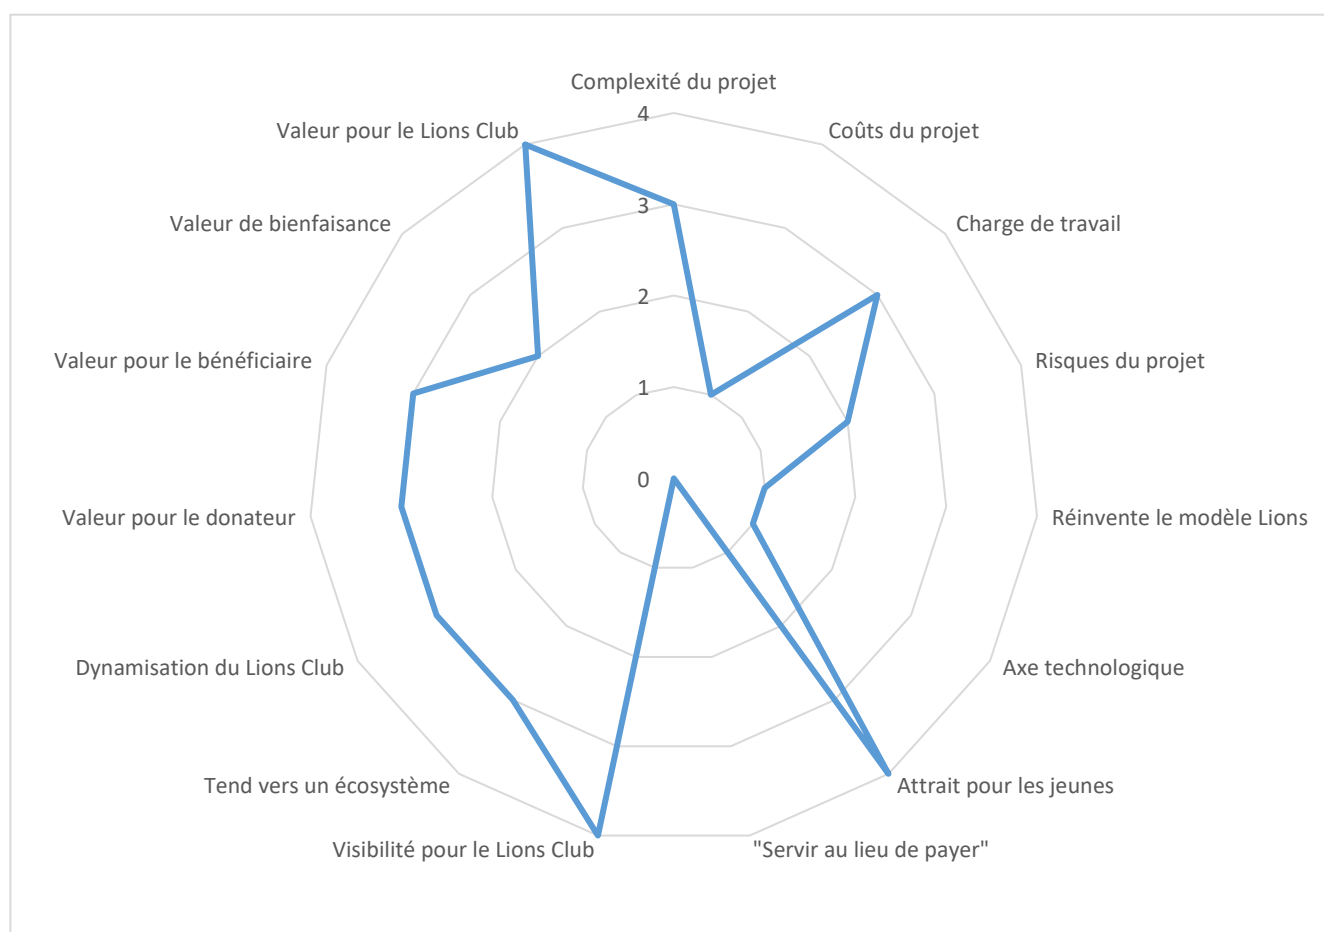 Complexité du projet
4
Valeur pour le Lions Club
Coûts du projet
3
Valeur de bienfaisance
Charge de travail
2
Valeur pour le bénéficiaire
Risques du projet
1
0
Valeur pour le donateur
Réinvente le modèle Lions
Dynamisation du Lions Club
Axe technologique
Tend vers un écosystème
Attrait pour les jeunes
Visibilité pour le Lions Club
"Servir au lieu de payer"